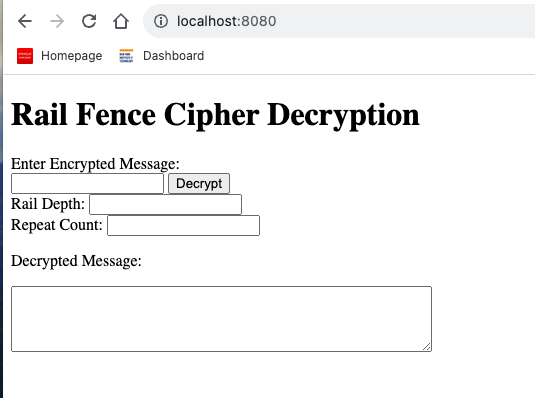 localhost:8080
Homepage Dashboard
Rail Fence Cipher Decryption
Enter Encrypted Message:
Decrypt
Rail Depth:
Repeat Count:
Decrypted Message: